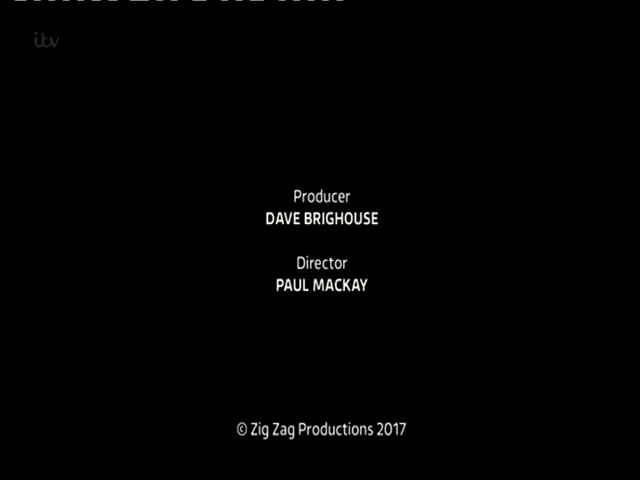 itv
Producer
DAVE BRIGHOUSE
Director
PAUL MACKAY
© Zig Zag Productions 2017